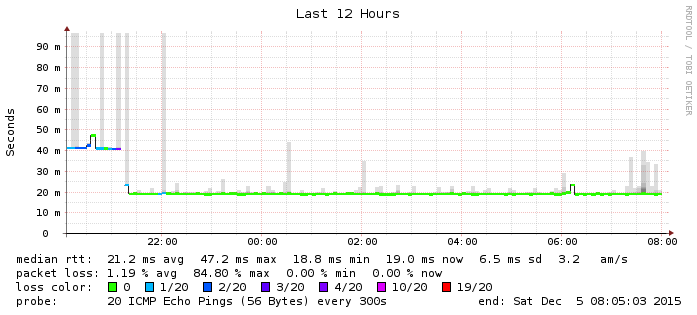 Last 12 Hours
RRDTOOL / TOBI OETIKER
Seconds
90 m
80 m
70 m
60 m
50 m
40 m
30 m
20 m
10 m
0
22:00 00:00 02:00 04:00 06:00 08:00
median rtt: 21.2 ms avg 47.2 ms max 18.8 ms min 19.0 ms now 6.5 ms sd 3.2 am/s
packet loss: 1.19 % avg 84.80 % max 0.00 % min 0.00 % now
loss color: 0 1/20 2/20 3/20 4/20 10/20 19/20
probe: 20 ICMP Echo Pings (56 Bytes) every 300s end: Sat Dec 5 08:05:03 2015